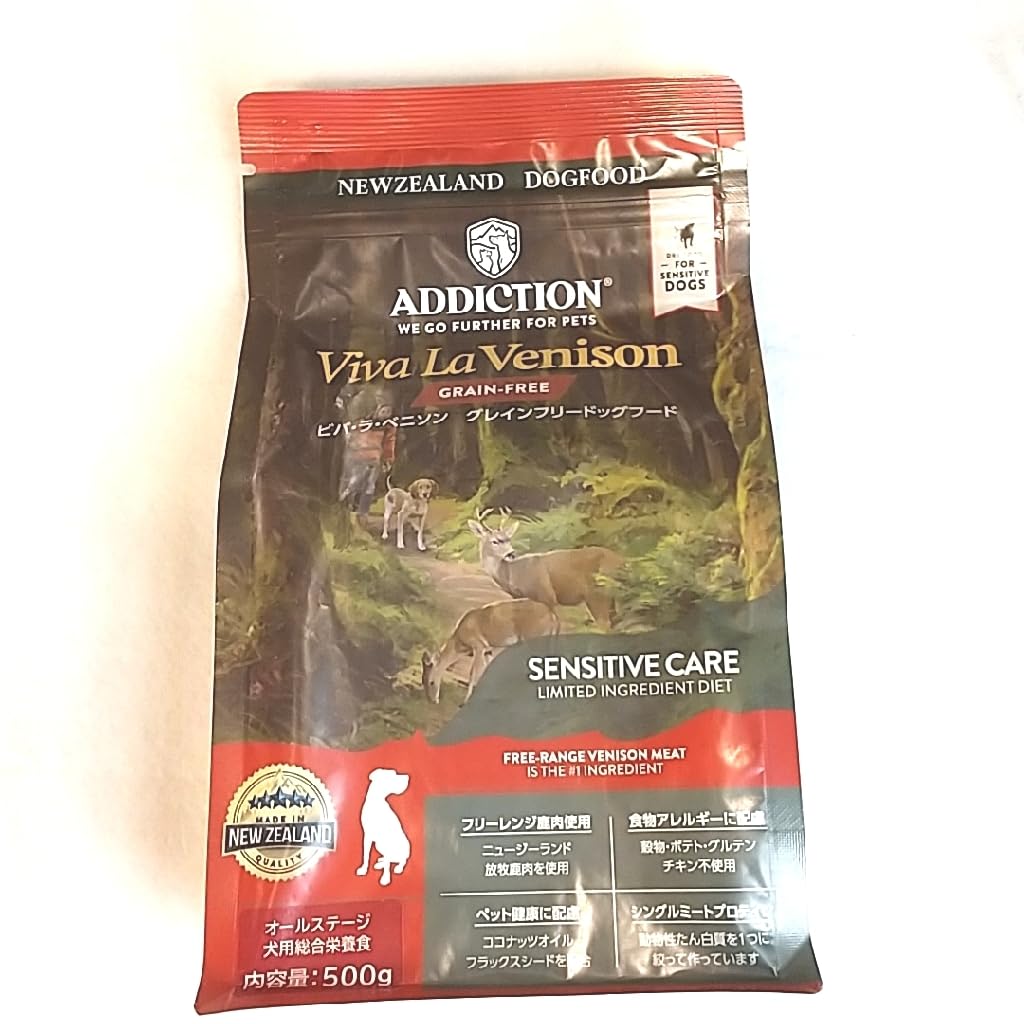 NEWZEALAND DOGFOOD
FOR
SENSITIVE
DOGS
ADDICTION®
WE GO FURTHER FOR PETS
Viva La Venison
GRAIN-FREE
ビバ・ラ・ベニソン グレインフリードッグフード
SENSITIVE CARE
LIMITED INGREDIENT DIET
FREE-RANGE VENISON MEAT
IS THE #1 INGREDIENT
MADE IN
NEW ZEALAND
QUALITY
フリーレンジ鹿肉使用
ニュージーランド
放牧鹿肉を使用
食物アレルギーに配慮
穀物・ポテト・グルテン
チキン不使用
ペット健康に配慮
ココナッツオイル
フラックスシードを配合
シングルミートプロテイン
動物性たん白質を1つに
絞って作っています
オールステージ
犬用総合栄養食
内容量:500g